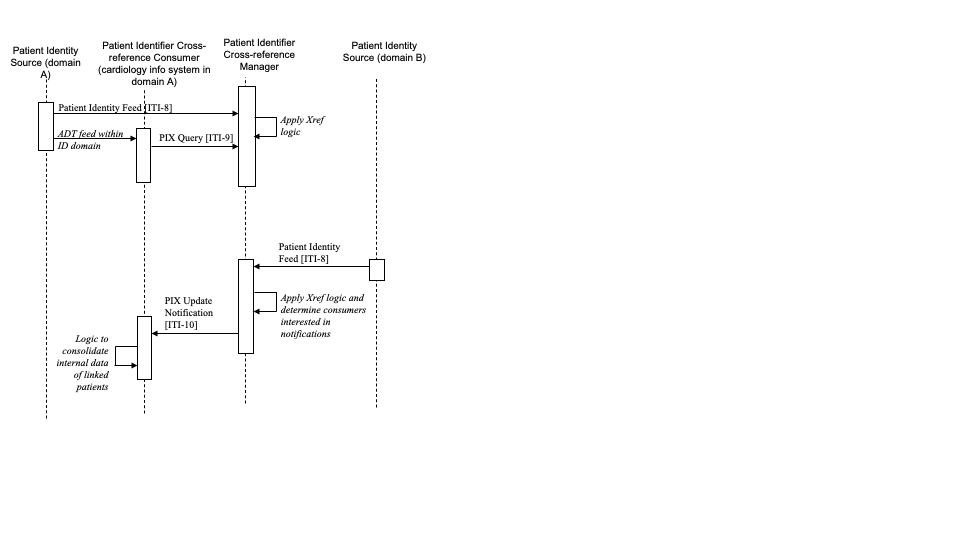 Patient Identity
Source (domain
A)
Patient Identifier Cross-
reference Consumer
(cardiology info system in
domain A)
Patient Identifier
Cross-reference
Manager
Patient Identity
Source (domain B)
Patient Identity Feed [ITI-8]
Apply Xref
logic
ADT feed within
ID domain
PIX Query [ITI-9]
Patient Identity
Feed [ITI-8]
Apply Xref logic and
determine consumers
interested in
notifications
PIX Update
Notification
[ITI-10]
Logic to
consolidate
internal data
of linked
patients